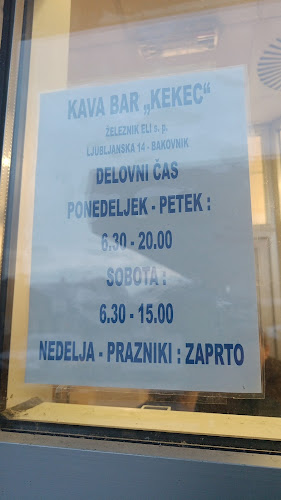 KAVA BAR „KEKEC“
ŽELEZNIK ELI s. p.
LJUBLJANSKA 14 - BAKOVNIK
DELOVNI ČAS
PONEDELJEK - PETEK :
6.30 - 20.00
SOBOTA :
6.30 - 15.00
NEDELJA - PRAZNIKI : ZAPRTO